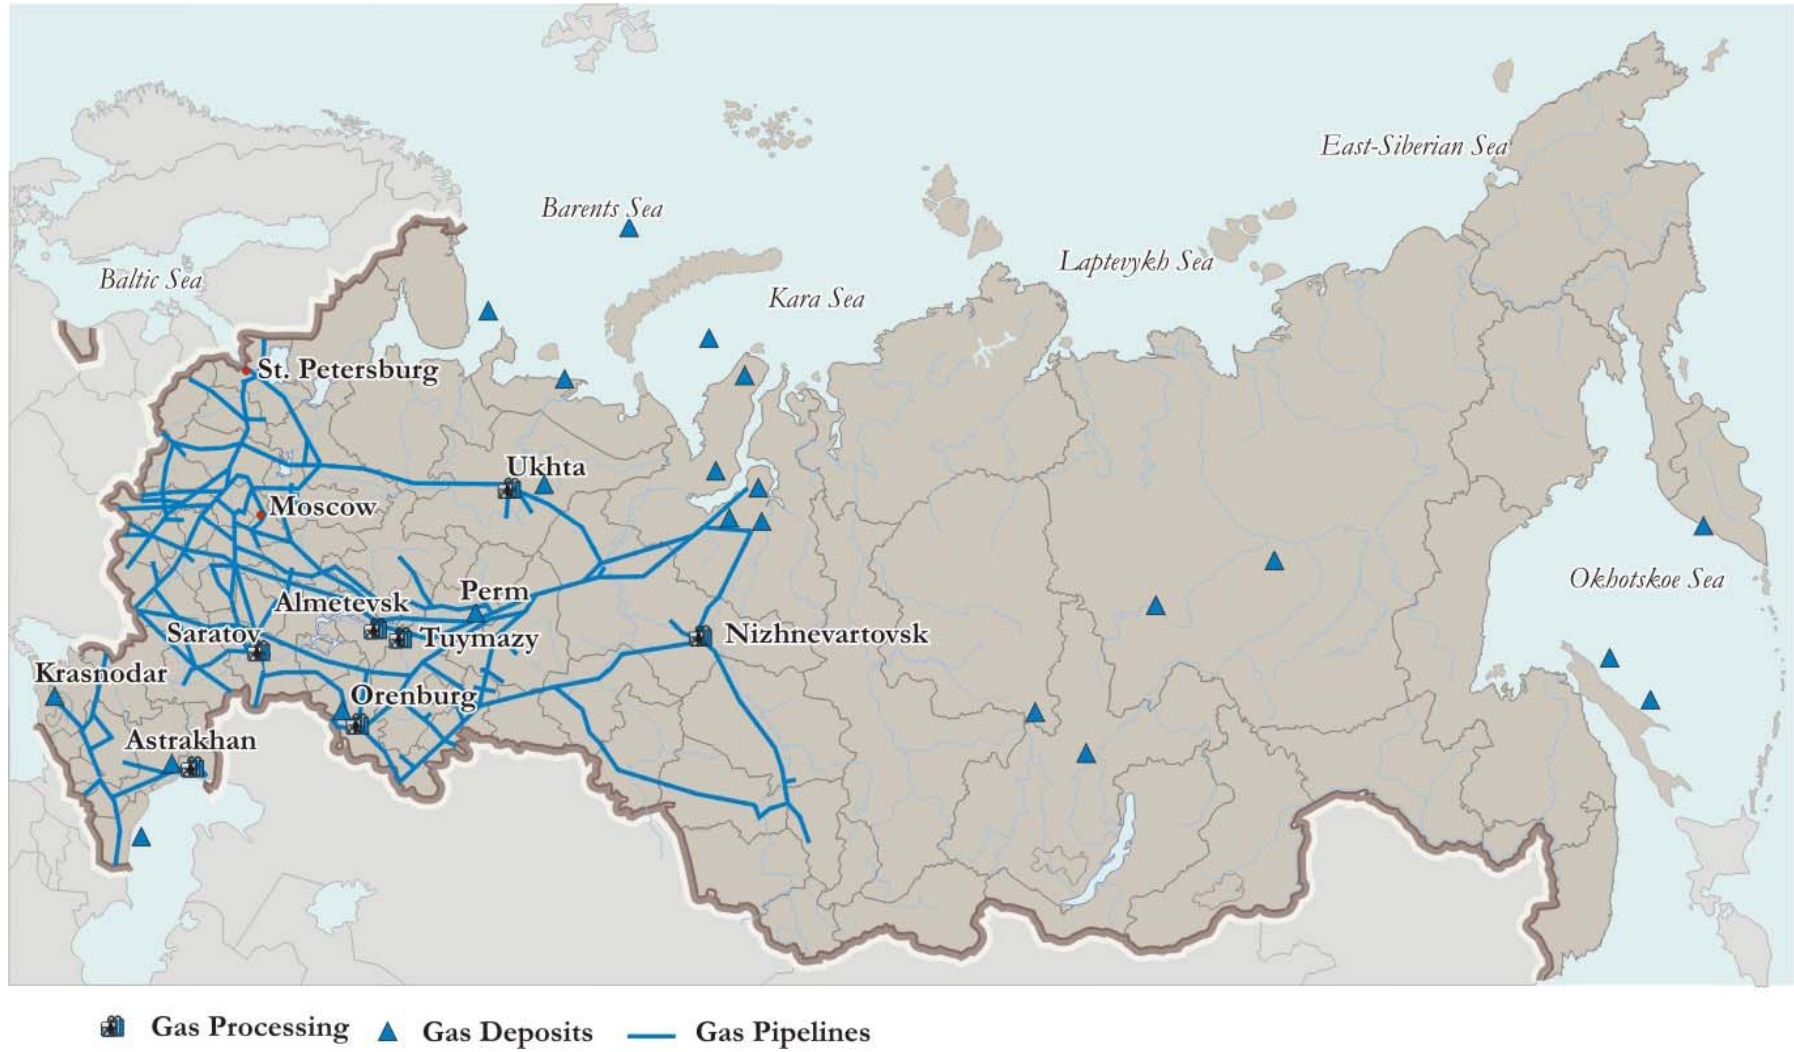 East-Siberian Sea
Barents Sea
Laptevykh Sea
Baltic Sea
Kara Sea
St. Petersburg
Ukhta
Moscow
Okhotskoe Sea
Perm
Almetevsk
Saratov
Tuymazy
Nizhnevartovsk
Krasnodar
Orenburg
Astrakhan
Gas Processing
Gas Deposits
Gas Pipelines